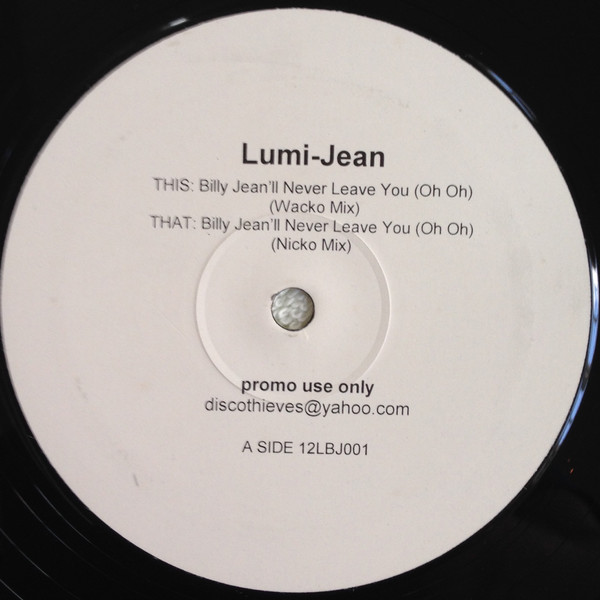 Lumi-Jean
THIS: Billy Jean'll Never Leave You (Oh Oh)
(Wacko Mix)
THAT: Billy Jean'll Never Leave You (Oh Oh)
(Nicko Mix)
promo use only
discothieves@yahoo.com
A SIDE 12LBJ001